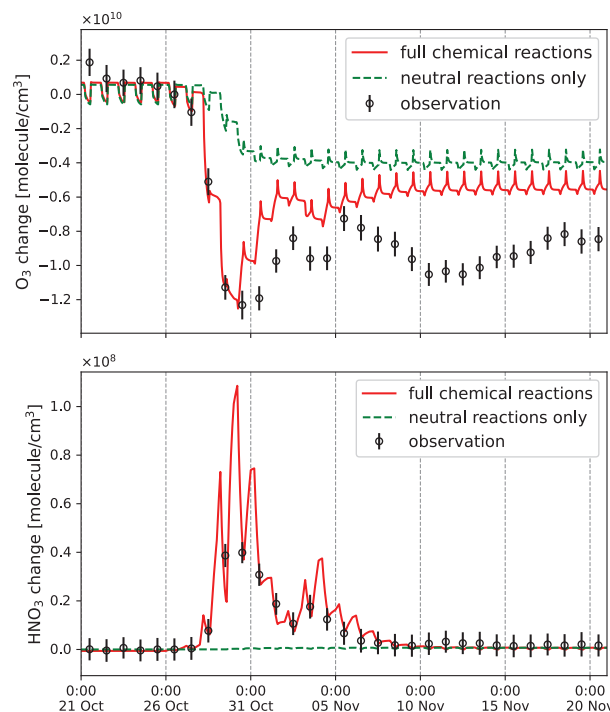 ×10¹⁰
O₃ change [molecule/cm³]
0.2
0.0
−0.2
−0.4
−0.6
−0.8
−1.0
−1.2
full chemical reactions
neutral reactions only
observation
×10⁸
HNO₃ change [molecule/cm³]
1.0
0.8
0.6
0.4
0.2
0.0
full chemical reactions
neutral reactions only
observation
0:00 0:00 0:00 0:00 0:00 0:00 0:00
21 Oct 26 Oct 31 Oct 05 Nov 10 Nov 15 Nov 20 Nov